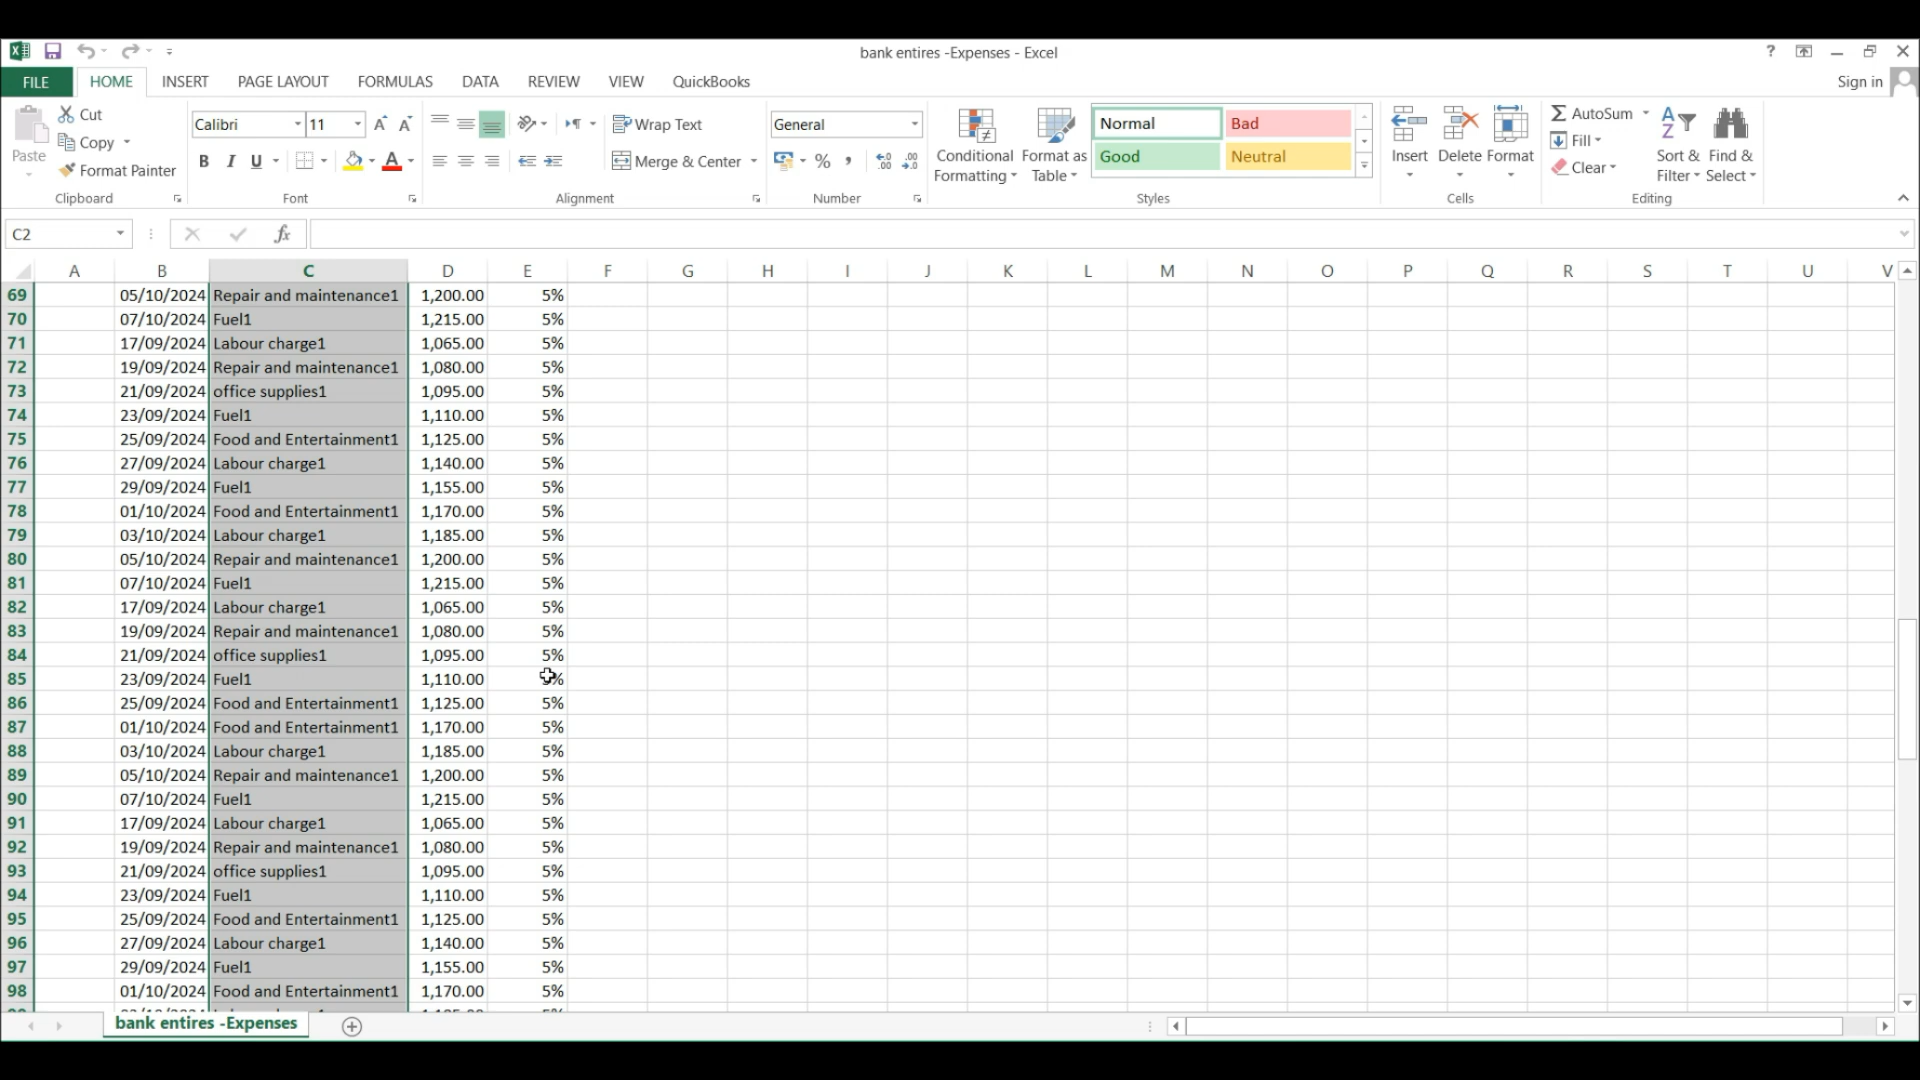 bank entires -Expenses - Excel
?
FILE HOME INSERT PAGE LAYOUT FORMULAS DATA REVIEW VIEW QuickBooks Sign in
Paste Cut Copy Format Painter Clipboard
Calibri 11 A A B I U A Font
Wrap Text Merge & Center Alignment
General % , Number
Conditional Formatting Format as Table Normal Bad Good Neutral Styles
Insert Delete Format Cells
AutoSum Fill Clear Sort & Filter Find & Select Editing
C2 fx
A B C D E F G H I J K L M N O P Q R S T U V
69 05/10/2024 Repair and maintenance1 1,200.00 5%
70 07/10/2024 Fuel1 1,215.00 5%
71 17/09/2024 Labour charge1 1,065.00 5%
72 19/09/2024 Repair and maintenance1 1,080.00 5%
73 21/09/2024 office supplies1 1,095.00 5%
74 23/09/2024 Fuel1 1,110.00 5%
75 25/09/2024 Food and Entertainment1 1,125.00 5%
76 27/09/2024 Labour charge1 1,140.00 5%
77 29/09/2024 Fuel1 1,155.00 5%
78 01/10/2024 Food and Entertainment1 1,170.00 5%
79 03/10/2024 Labour charge1 1,185.00 5%
80 05/10/2024 Repair and maintenance1 1,200.00 5%
81 07/10/2024 Fuel1 1,215.00 5%
82 17/09/2024 Labour charge1 1,065.00 5%
83 19/09/2024 Repair and maintenance1 1,080.00 5%
84 21/09/2024 office supplies1 1,095.00 5%
85 23/09/2024 Fuel1 1,110.00 %
86 25/09/2024 Food and Entertainment1 1,125.00 5%
87 01/10/2024 Food and Entertainment1 1,170.00 5%
88 03/10/2024 Labour charge1 1,185.00 5%
89 05/10/2024 Repair and maintenance1 1,200.00 5%
90 07/10/2024 Fuel1 1,215.00 5%
91 17/09/2024 Labour charge1 1,065.00 5%
92 19/09/2024 Repair and maintenance1 1,080.00 5%
93 21/09/2024 office supplies1 1,095.00 5%
94 23/09/2024 Fuel1 1,110.00 5%
95 25/09/2024 Food and Entertainment1 1,125.00 5%
96 27/09/2024 Labour charge1 1,140.00 5%
97 29/09/2024 Fuel1 1,155.00 5%
98 01/10/2024 Food and Entertainment1 1,170.00 5%
bank entires -Expenses